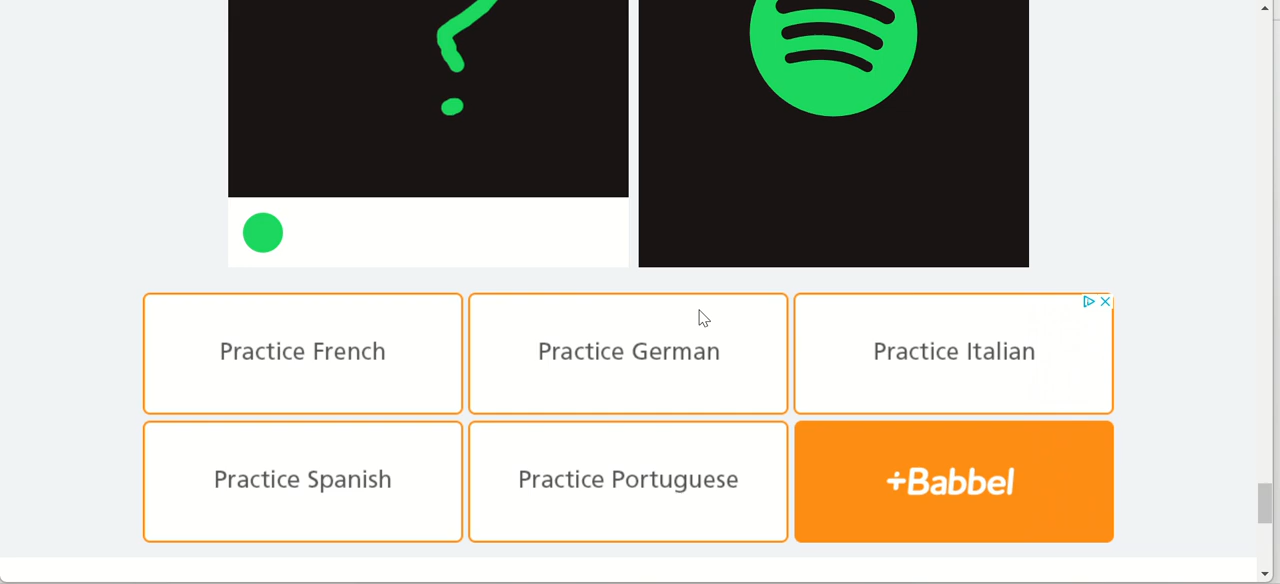 Practice French
Practice German
Practice Italian
Practice Spanish
Practice Portuguese
+Babbel